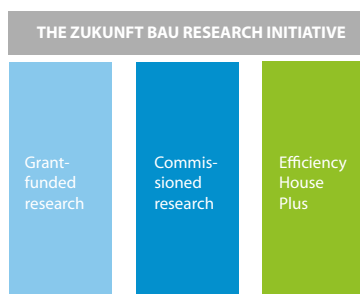 THE ZUKUNFT BAU RESEARCH INITIATIVE
Grant-
funded
research
Commis-
sioned
research
Efficiency
House
Plus